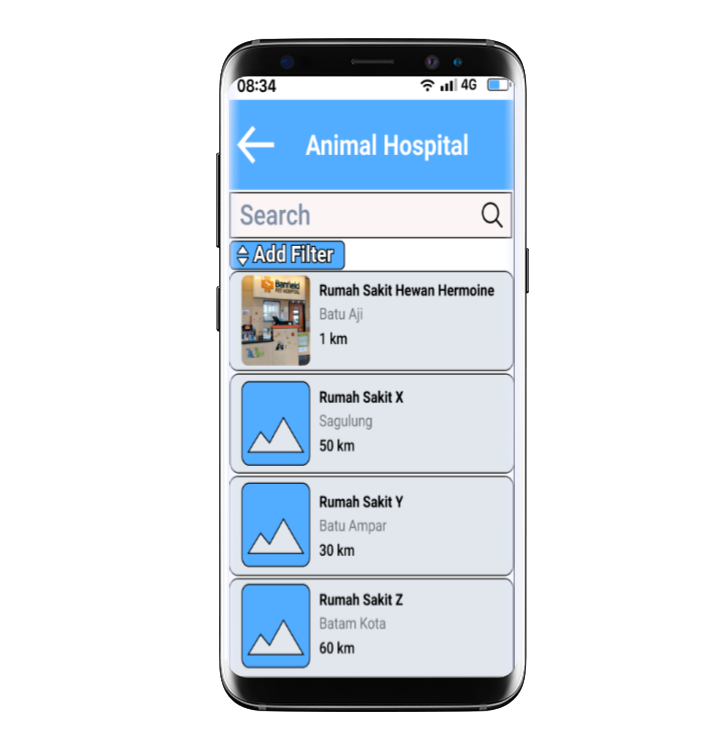 08:34
4G
Animal Hospital
Search
Add Filter
Banfield
PET HOSPITAL
Rumah Sakit Hewan Hermoine
Batu Aji
1 km
Rumah Sakit X
Sagulung
50 km
Rumah Sakit Y
Batu Ampar
30 km
Rumah Sakit Z
Batam Kota
60 km